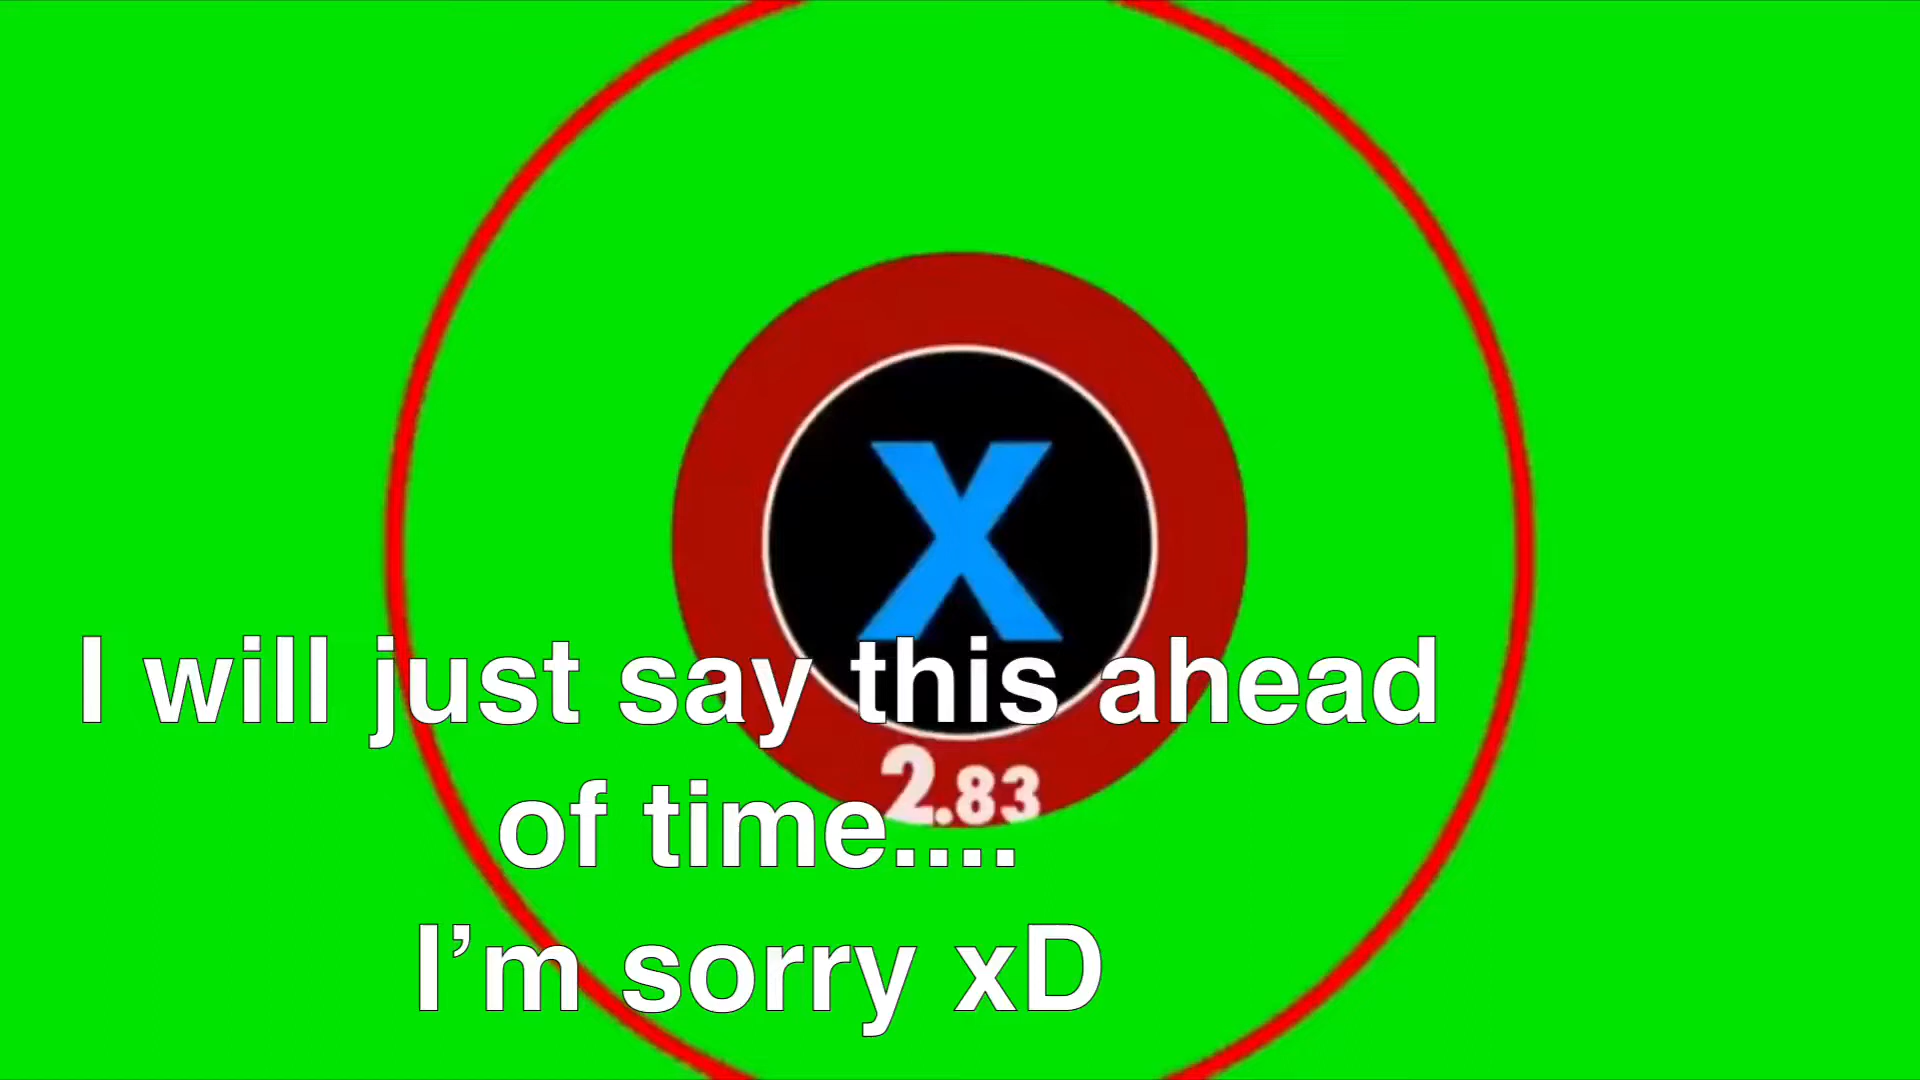 X
I will just say this ahead
2.83
of time....
I’m sorry xD